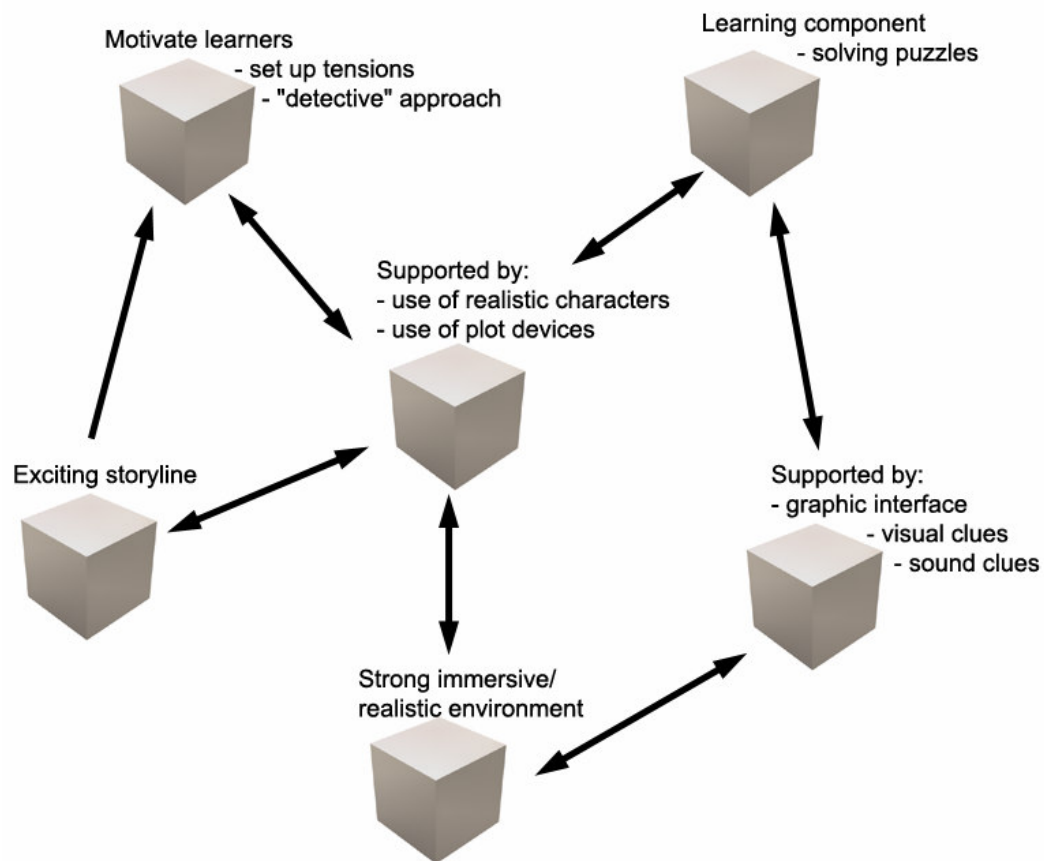 Motivate learners
- set up tensions
- "detective" approach
Learning component
- solving puzzles
Supported by:
- use of realistic characters
- use of plot devices
Exciting storyline
Supported by:
- graphic interface
- visual clues
- sound clues
Strong immersive/
realistic environment